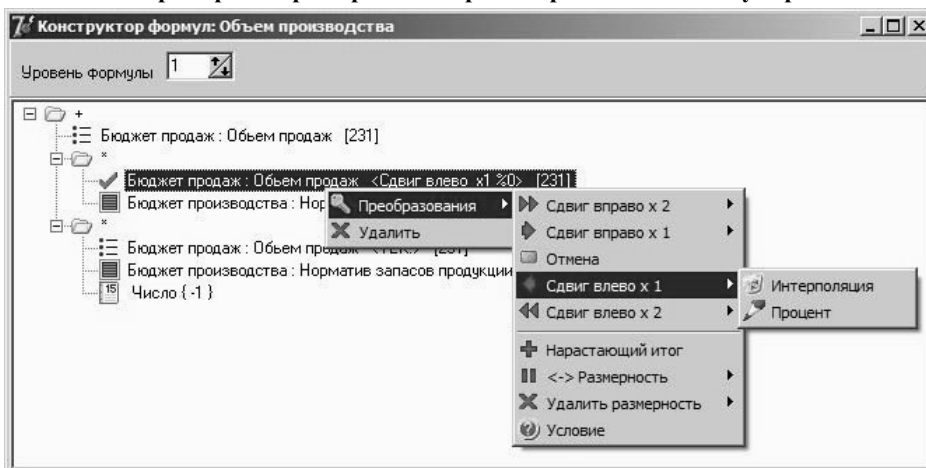 Конструктор формул: Объем производства
Уровень формулы 1
+
Бюджет продаж : Объем продаж [231]
*
Бюджет продаж : Объем продаж <Сдвиг влево x1 %0> [231]
Бюджет производства : Нор
*
Бюджет продаж : Объем
Бюджет производства : Норматив запасов продукции
15 Число { -1 }
Преобразования
Удалить
Сдвиг вправо x 2
Сдвиг вправо x 1
Отмена
Сдвиг влево x 1
Сдвиг влево x 2
Нарастающий итог
<-> Размерность
Удалить размерность
Условие
Интерполяция
Процент